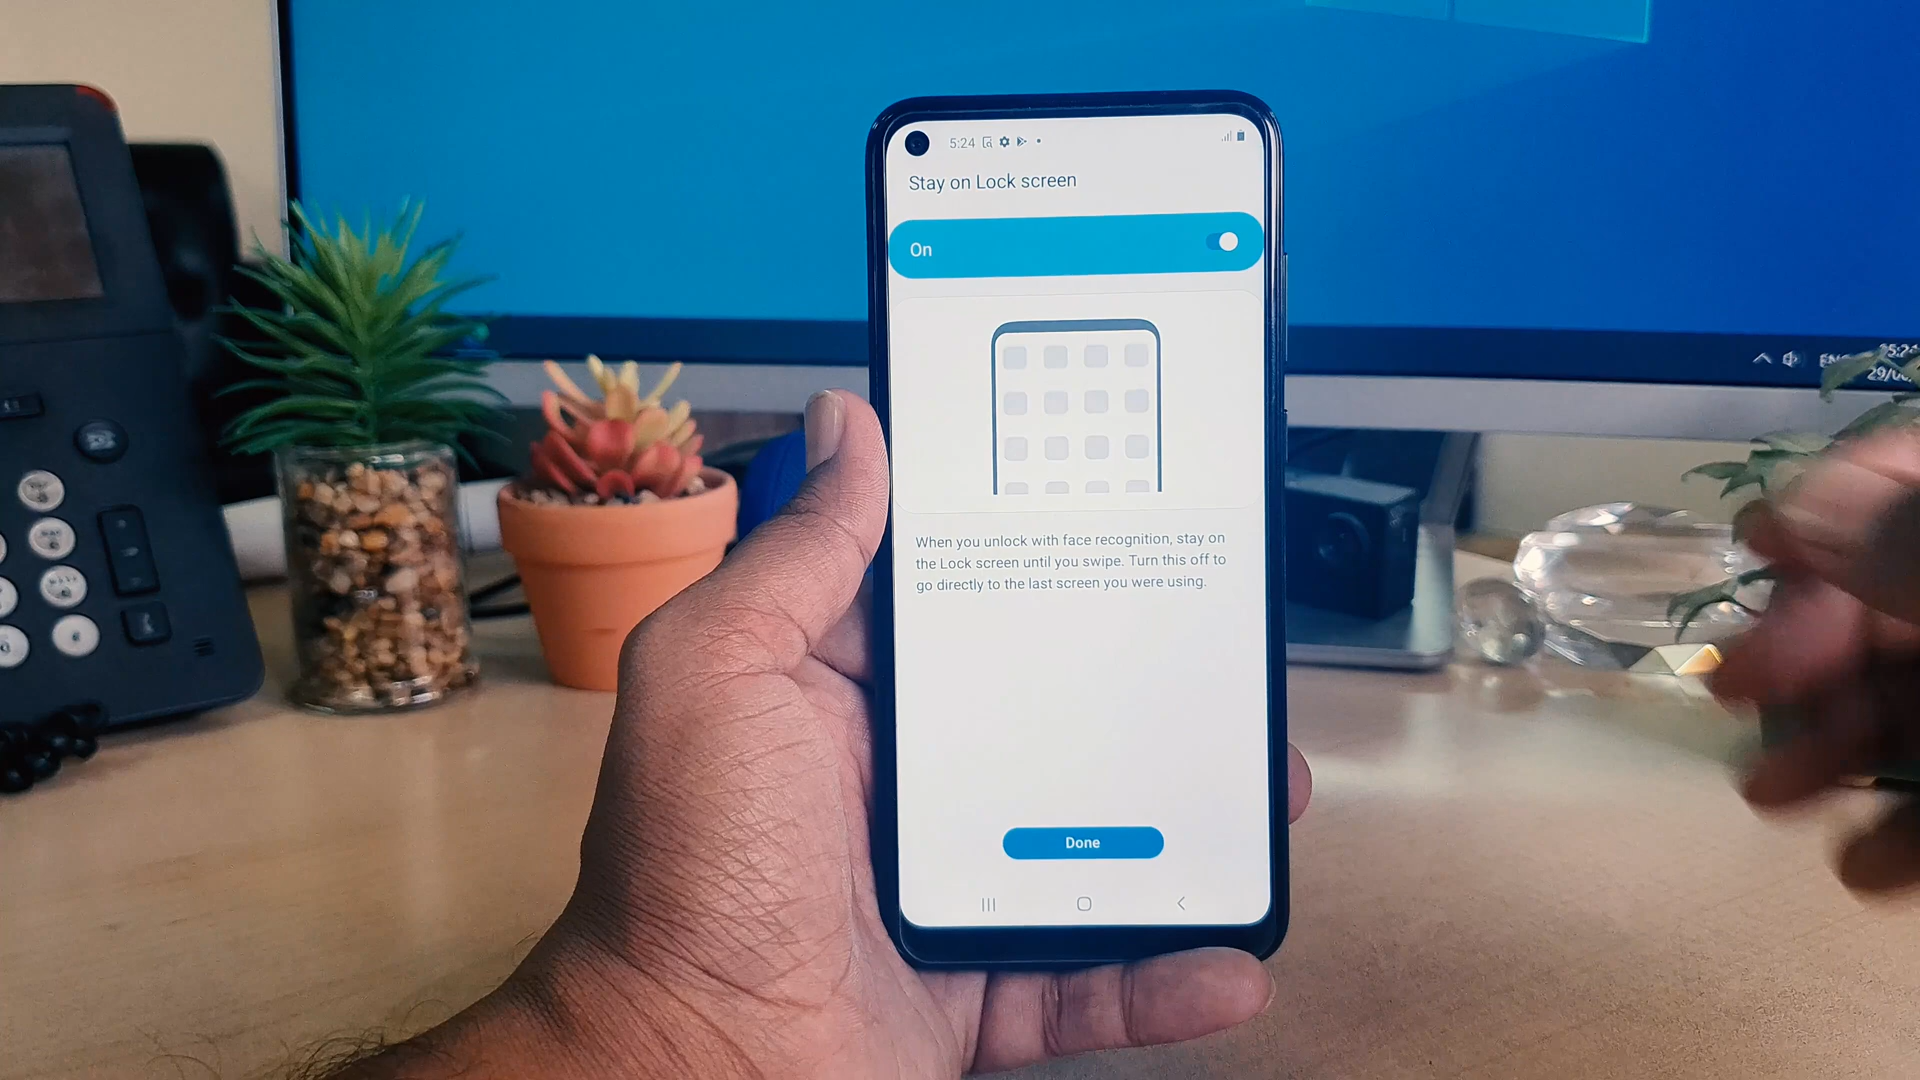 5:24
Stay on Lock screen
On
When you unlock with face recognition, stay on
the Lock screen until you swipe. Turn this off to
go directly to the last screen you were using.
Done